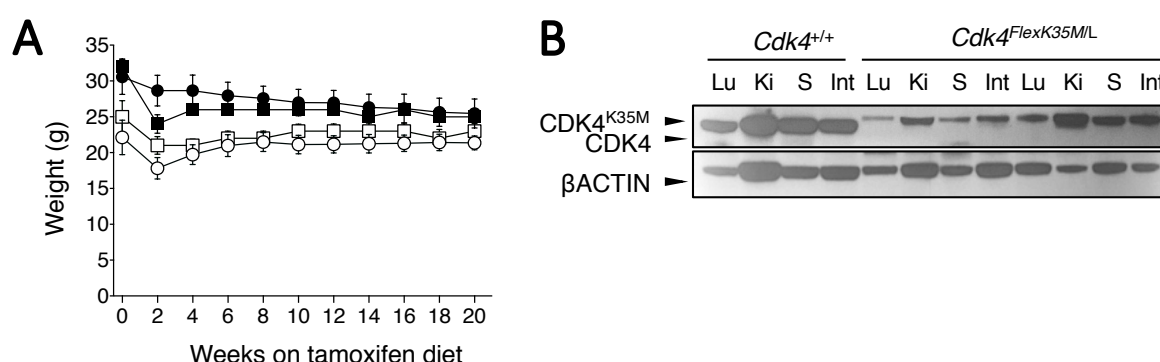 A
35
30
25
20
15
10
5
0
0 2 4 6 8 10 12 14 16 18 20
Weight (g)
Weeks on tamoxifen diet
B
Cdk4+/+ Cdk4FlexK35M/L
Lu Ki S Int Lu Ki S Int Lu Ki S Int
CDK4K35M
CDK4
βACTIN